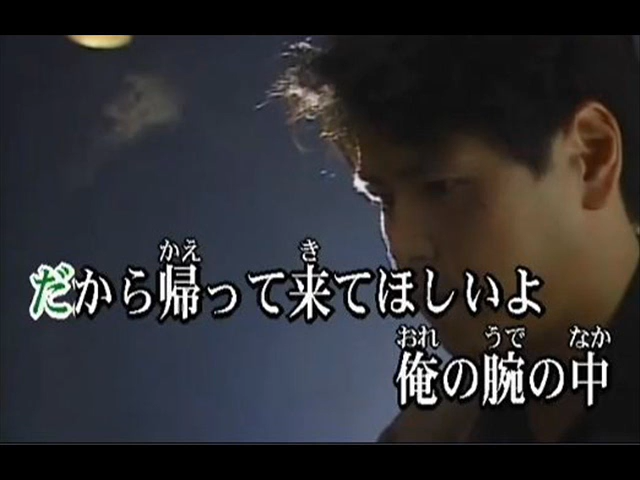 かえ き
だから帰って来てほしいよ
おれ うで なか
俺の腕の中